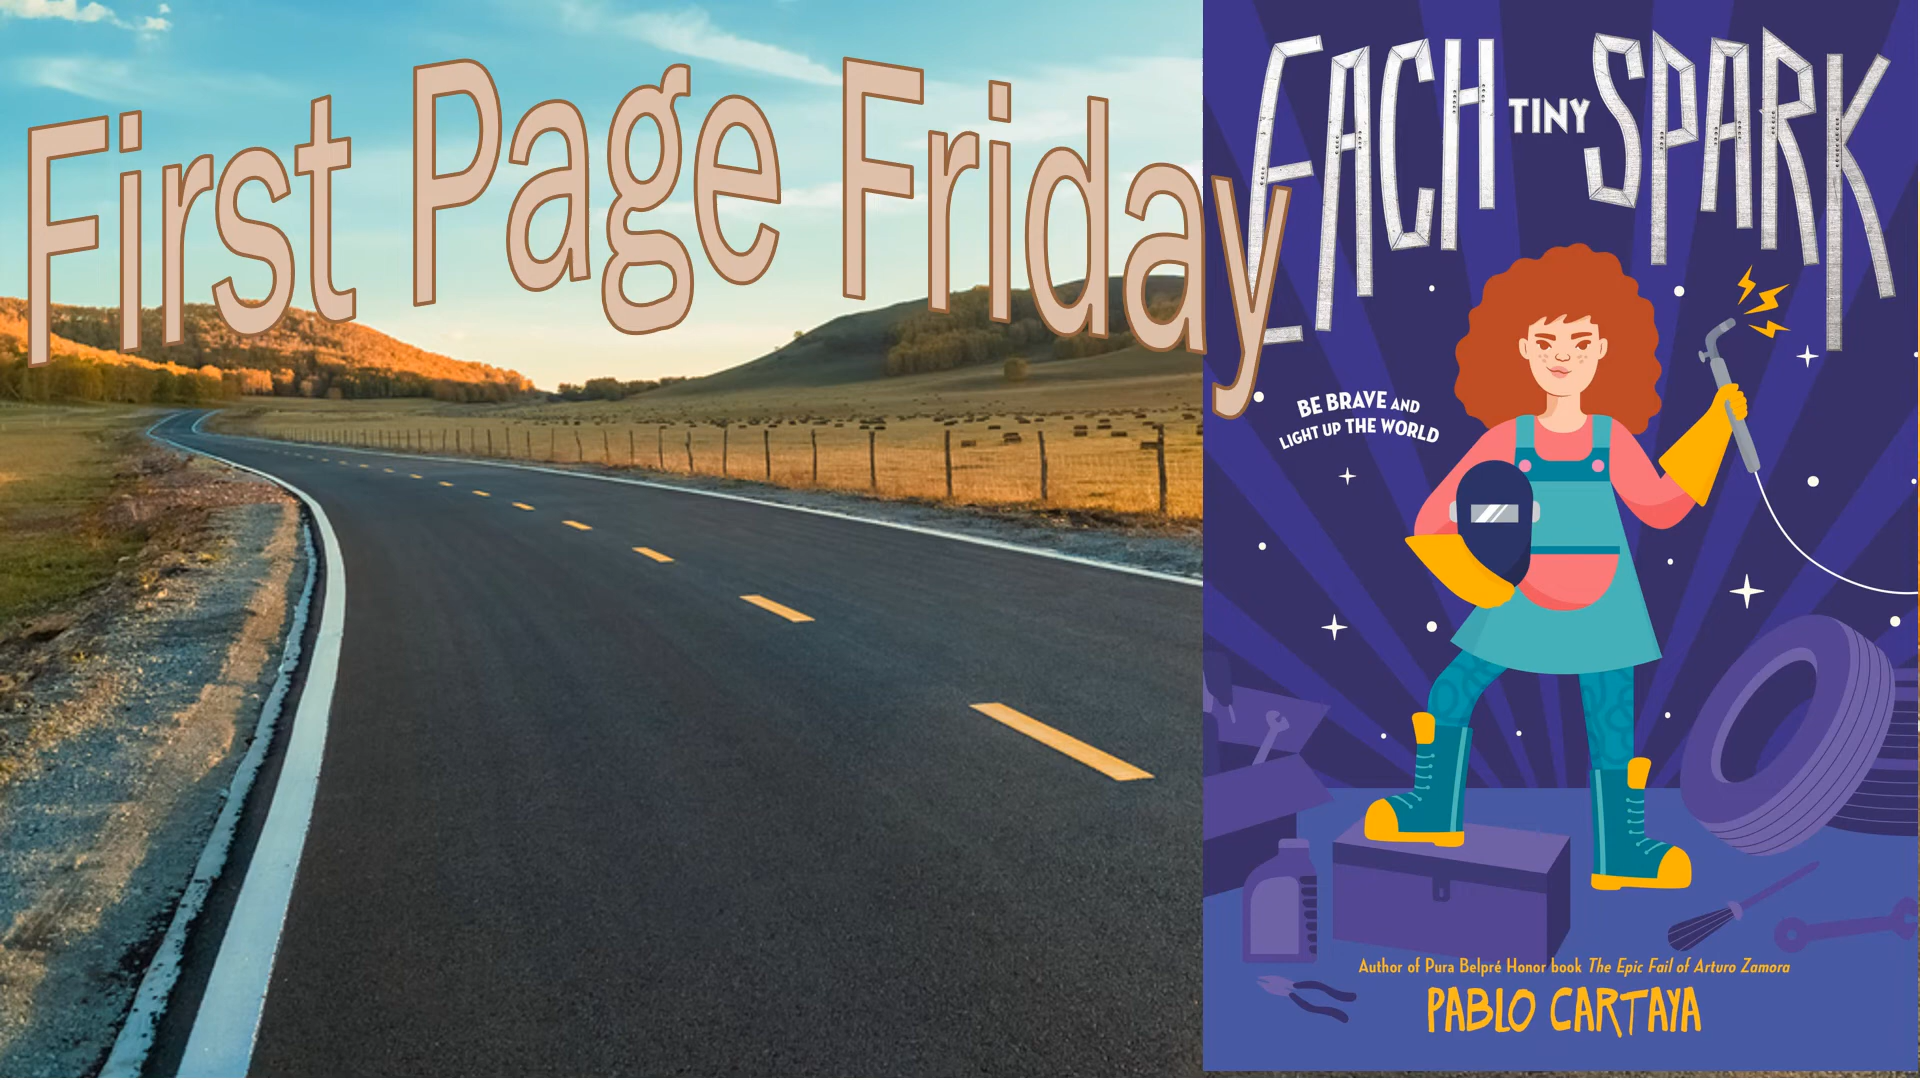 First Page Friday
EACH TINY SPARK
BE BRAVE AND
LIGHT UP THE WORLD
Author of Pura Belpré Honor book The Epic Fail of Arturo Zamora
PABLO CARTAYA